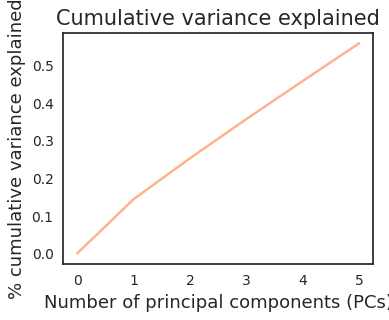 Cumulative variance explained
% cumulative variance explained
0.5
0.4
0.3
0.2
0.1
0.0
0 1 2 3 4 5
Number of principal components (PCs)